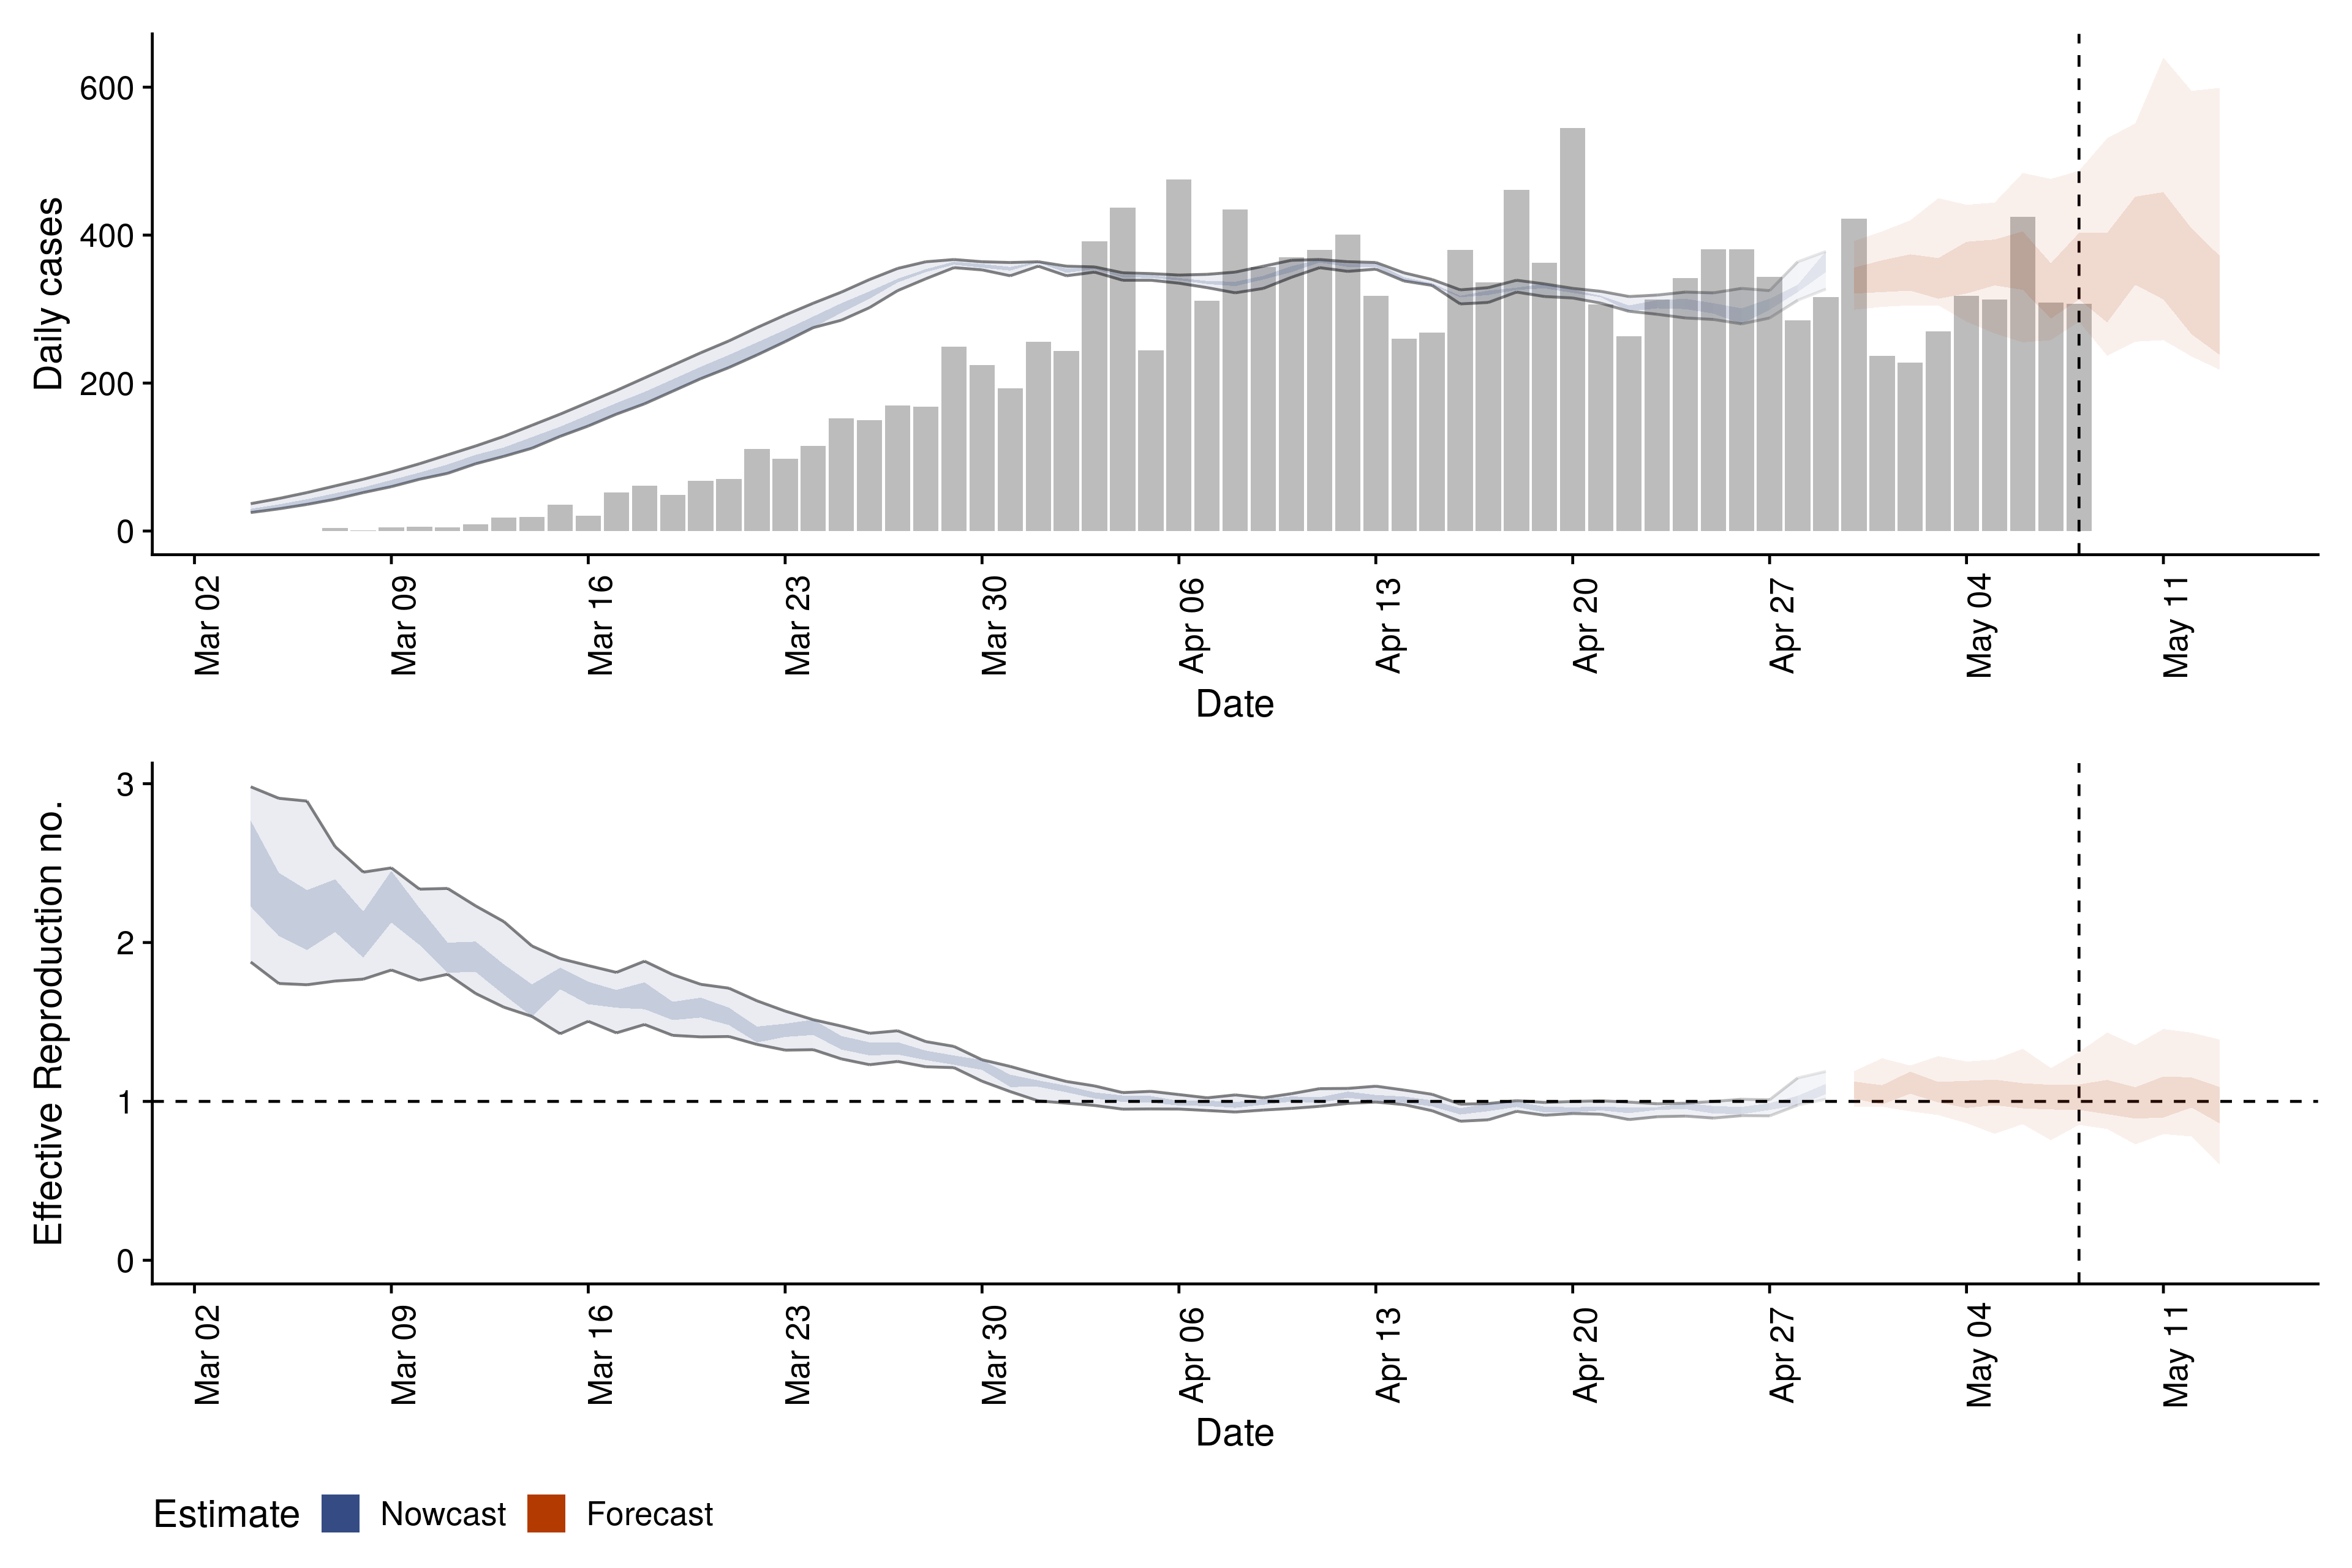 Daily cases
600
400
200
0
Mar 02
Mar 09
Mar 16
Mar 23
Mar 30
Apr 06
Apr 13
Apr 20
Apr 27
May 04
May 11
Date
Effective Reproduction no.
3
2
1
0
Mar 02
Mar 09
Mar 16
Mar 23
Mar 30
Apr 06
Apr 13
Apr 20
Apr 27
May 04
May 11
Date
Estimate Nowcast Forecast